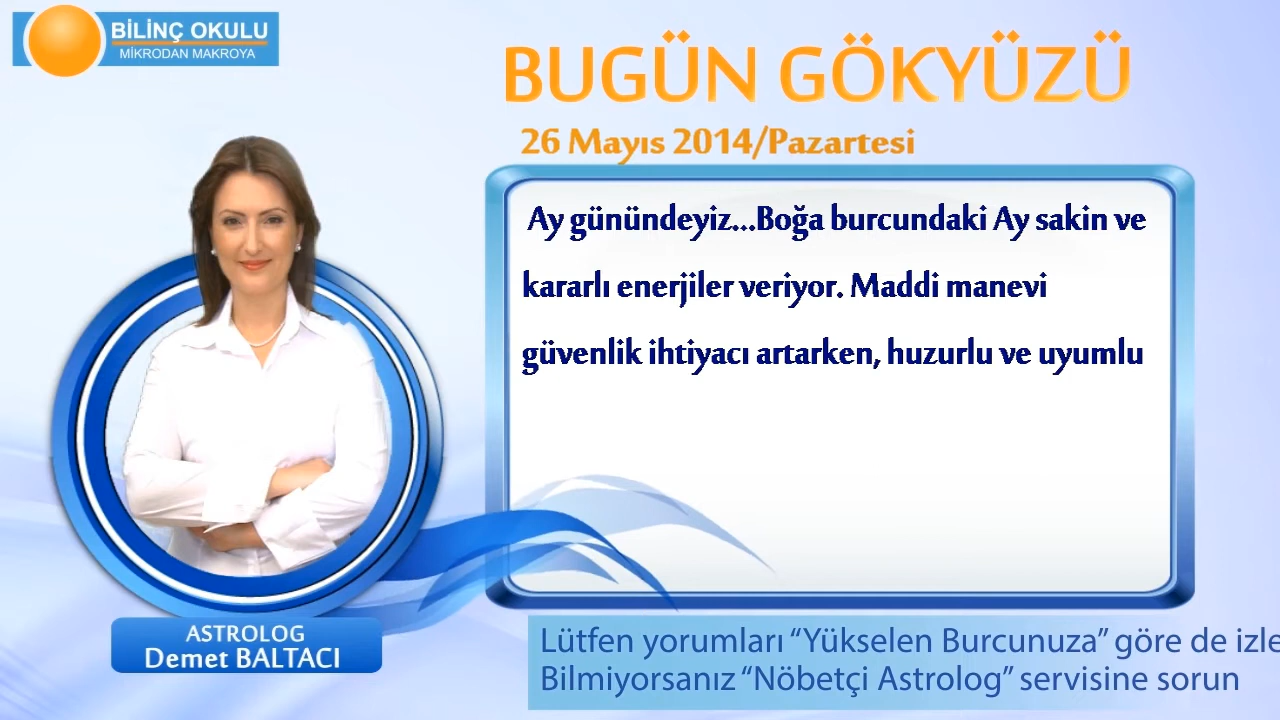 BİLİNÇ OKULU
MİKRODAN MAKROYA
BUGÜN GÖKYÜZÜ
26 Mayıs 2014/Pazartesi
Ay günündeyiz...Boğa burcundaki Ay sakin ve
kararlı enerjiler veriyor. Maddi manevi
güvenlik ihtiyacı artarken, huzurlu ve uyumlu
ASTROLOG
Demet BALTACI
Lütfen yorumları “Yükselen Burcunuza” göre de izle
Bilmiyorsanız “Nöbetçi Astrolog” servisine sorun